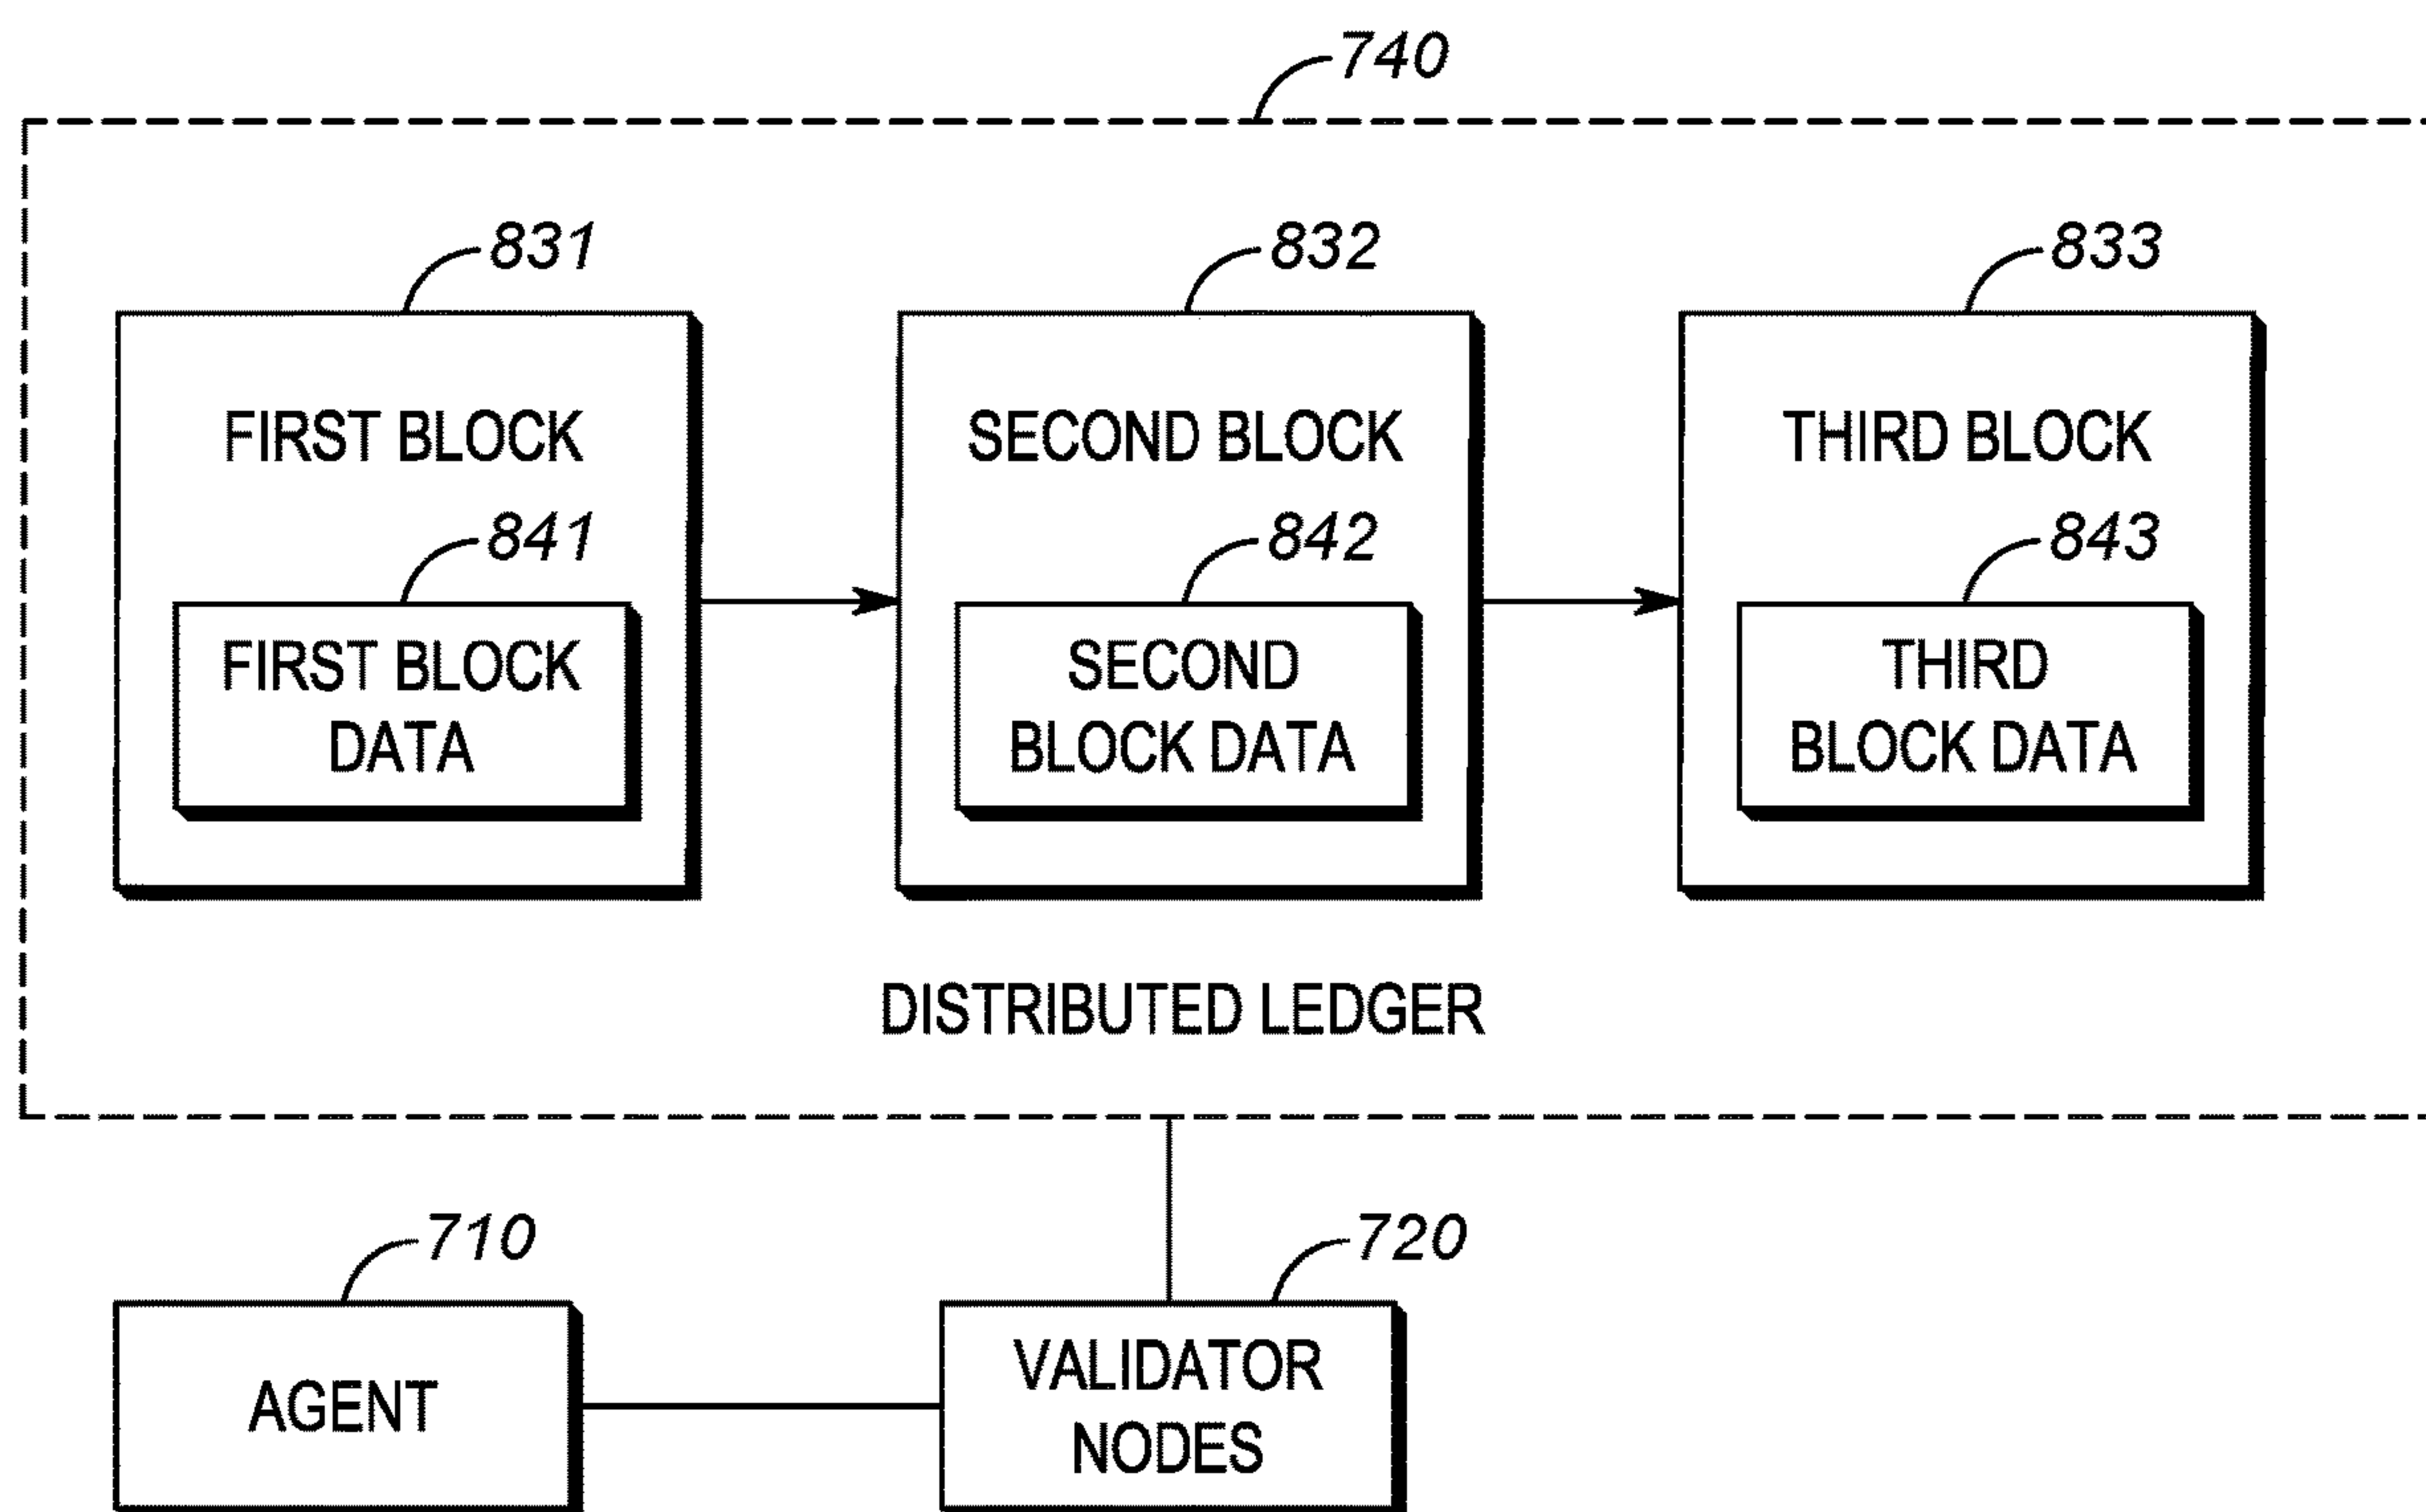 740
831
832
833
FIRST BLOCK
SECOND BLOCK
THIRD BLOCK
841
842
843
FIRST BLOCK
DATA
SECOND
BLOCK DATA
THIRD
BLOCK DATA
DISTRIBUTED LEDGER
710
720
AGENT
VALIDATOR
NODES